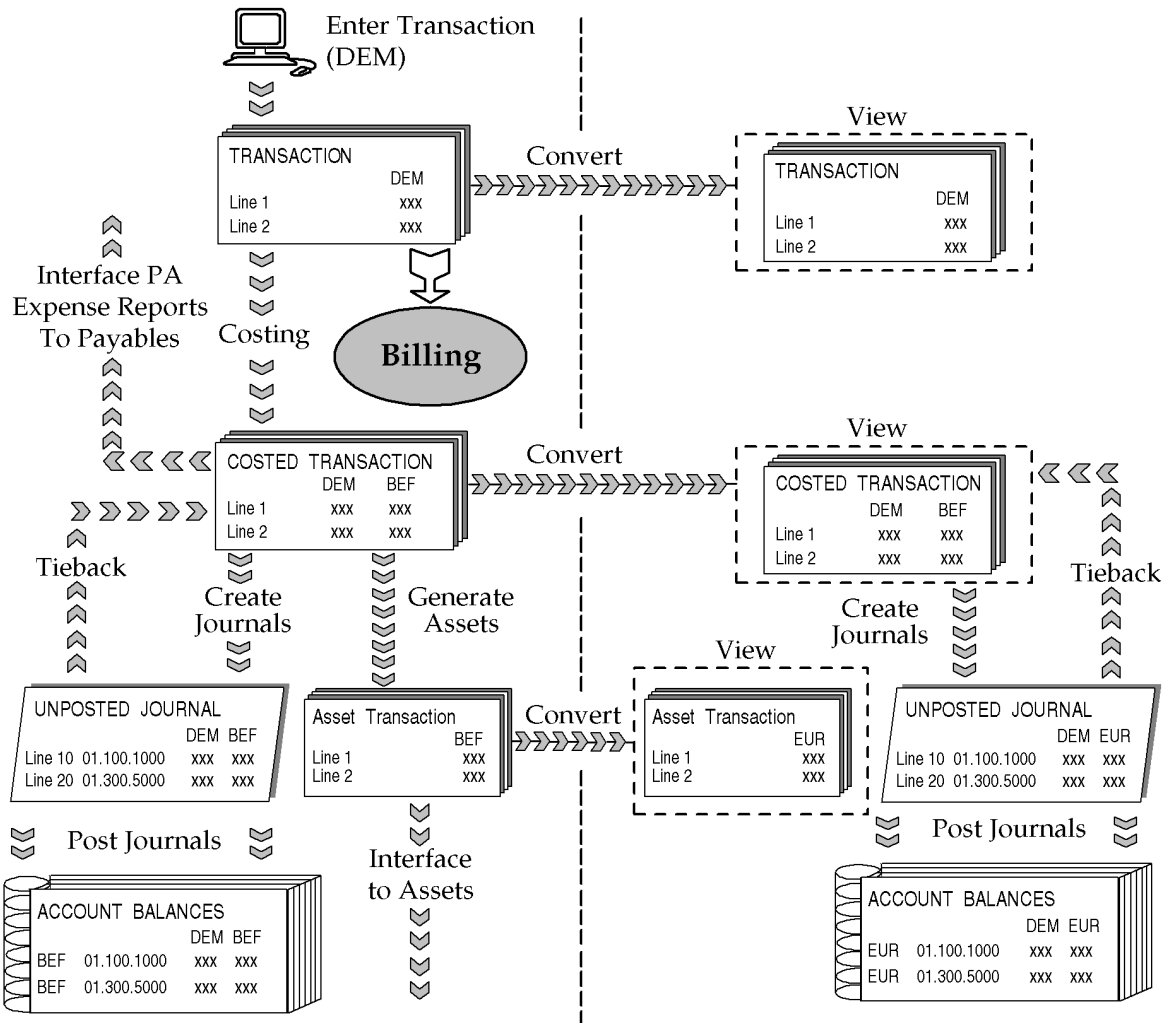 Enter Transaction
(DEM)
TRANSACTION
DEM
Line 1 xxx
Line 2 xxx
Convert
View
TRANSACTION
DEM
Line 1 xxx
Line 2 xxx
Interface PA
Expense Reports
To Payables
Costing
Billing
COSTED TRANSACTION
DEM BEF
Line 1 xxx xxx
Line 2 xxx xxx
Convert
View
COSTED TRANSACTION
DEM BEF
Line 1 xxx xxx
Line 2 xxx xxx
Tieback
Create
Journals
Generate
Assets
Create
Journals
Tieback
UNPOSTED JOURNAL
DEM BEF
Line 10 01.100.1000 xxx xxx
Line 20 01.300.5000 xxx xxx
Asset Transaction
BEF
Line 1 xxx
Line 2 xxx
Convert
View
Asset Transaction
EUR
Line 1 xxx
Line 2 xxx
UNPOSTED JOURNAL
DEM EUR
Line 10 01.100.1000 xxx xxx
Line 20 01.300.5000 xxx xxx
Post Journals
Interface
to Assets
Post Journals
ACCOUNT BALANCES
DEM BEF
BEF 01.100.1000 xxx xxx
BEF 01.300.5000 xxx xxx
ACCOUNT BALANCES
DEM EUR
EUR 01.100.1000 xxx xxx
EUR 01.300.5000 xxx xxx